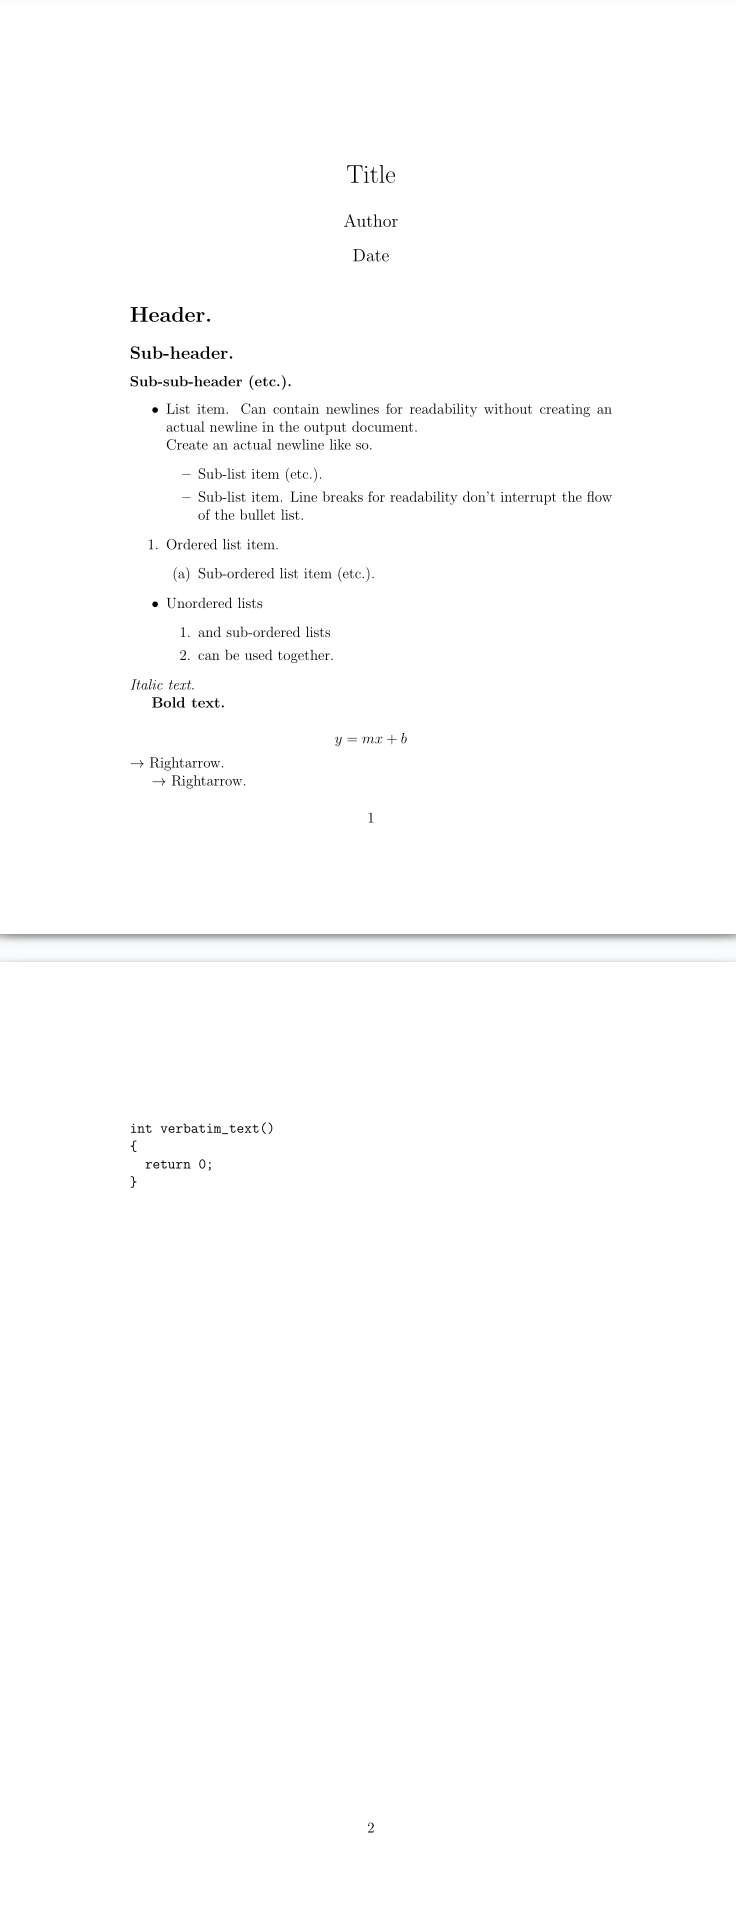 Title
Author
Date
Header.
Sub-header.
Sub-sub-header (etc.).
• List item. Can contain newlines for readability without creating an
actual newline in the output document.
Create an actual newline like so.
– Sub-list item (etc.).
– Sub-list item. Line breaks for readability don't interrupt the flow
of the bullet list.
1. Ordered list item.
(a) Sub-ordered list item (etc.).
• Unordered lists
1. and sub-ordered lists
2. can be used together.
Italic text.
Bold text.
y = mx + b
→ Rightarrow.
→ Rightarrow.
1
int verbatim_text()
{
  return 0;
}
2